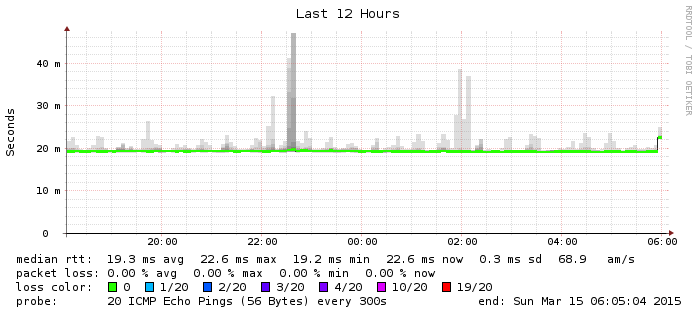 Last 12 Hours
RRDTOOL / TOBI OETIKER
Seconds
40 m
30 m
20 m
10 m
0
20:00 22:00 00:00 02:00 04:00 06:00
median rtt: 19.3 ms avg 22.6 ms max 19.2 ms min 22.6 ms now 0.3 ms sd 68.9 am/s
packet loss: 0.00 % avg 0.00 % max 0.00 % min 0.00 % now
loss color: 0 1/20 2/20 3/20 4/20 10/20 19/20
probe: 20 ICMP Echo Pings (56 Bytes) every 300s end: Sun Mar 15 06:05:04 2015